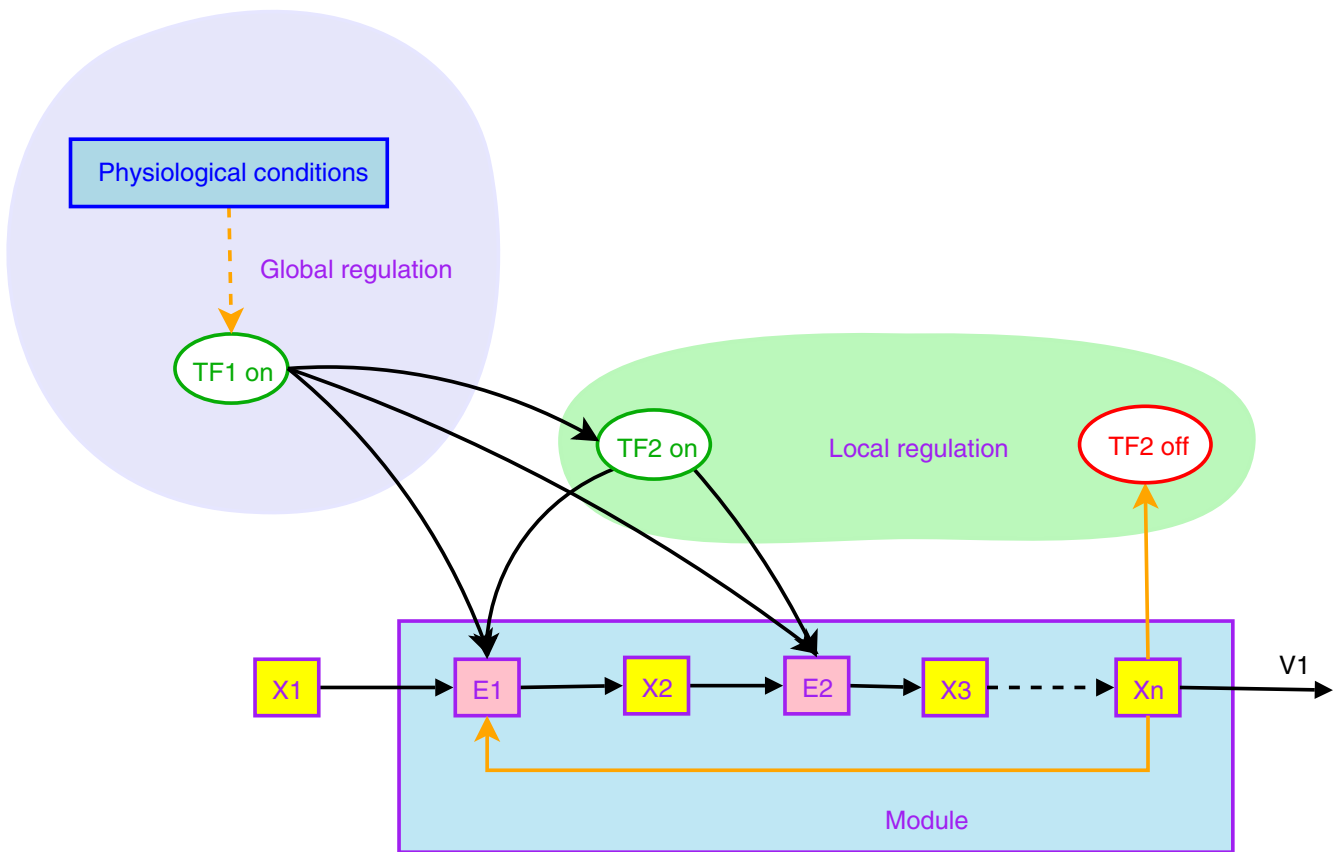 Physiological conditions
Global regulation
TF1 on
TF2 on
Local regulation
TF2 off
X1
E1
X2
E2
X3
Xn
V1
Module